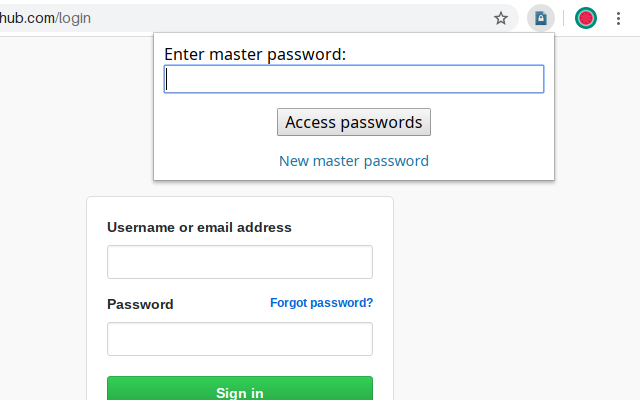 hub.com/login
Enter master password:
Access passwords
New master password
Username or email address
Password
Forgot password?
Sign in